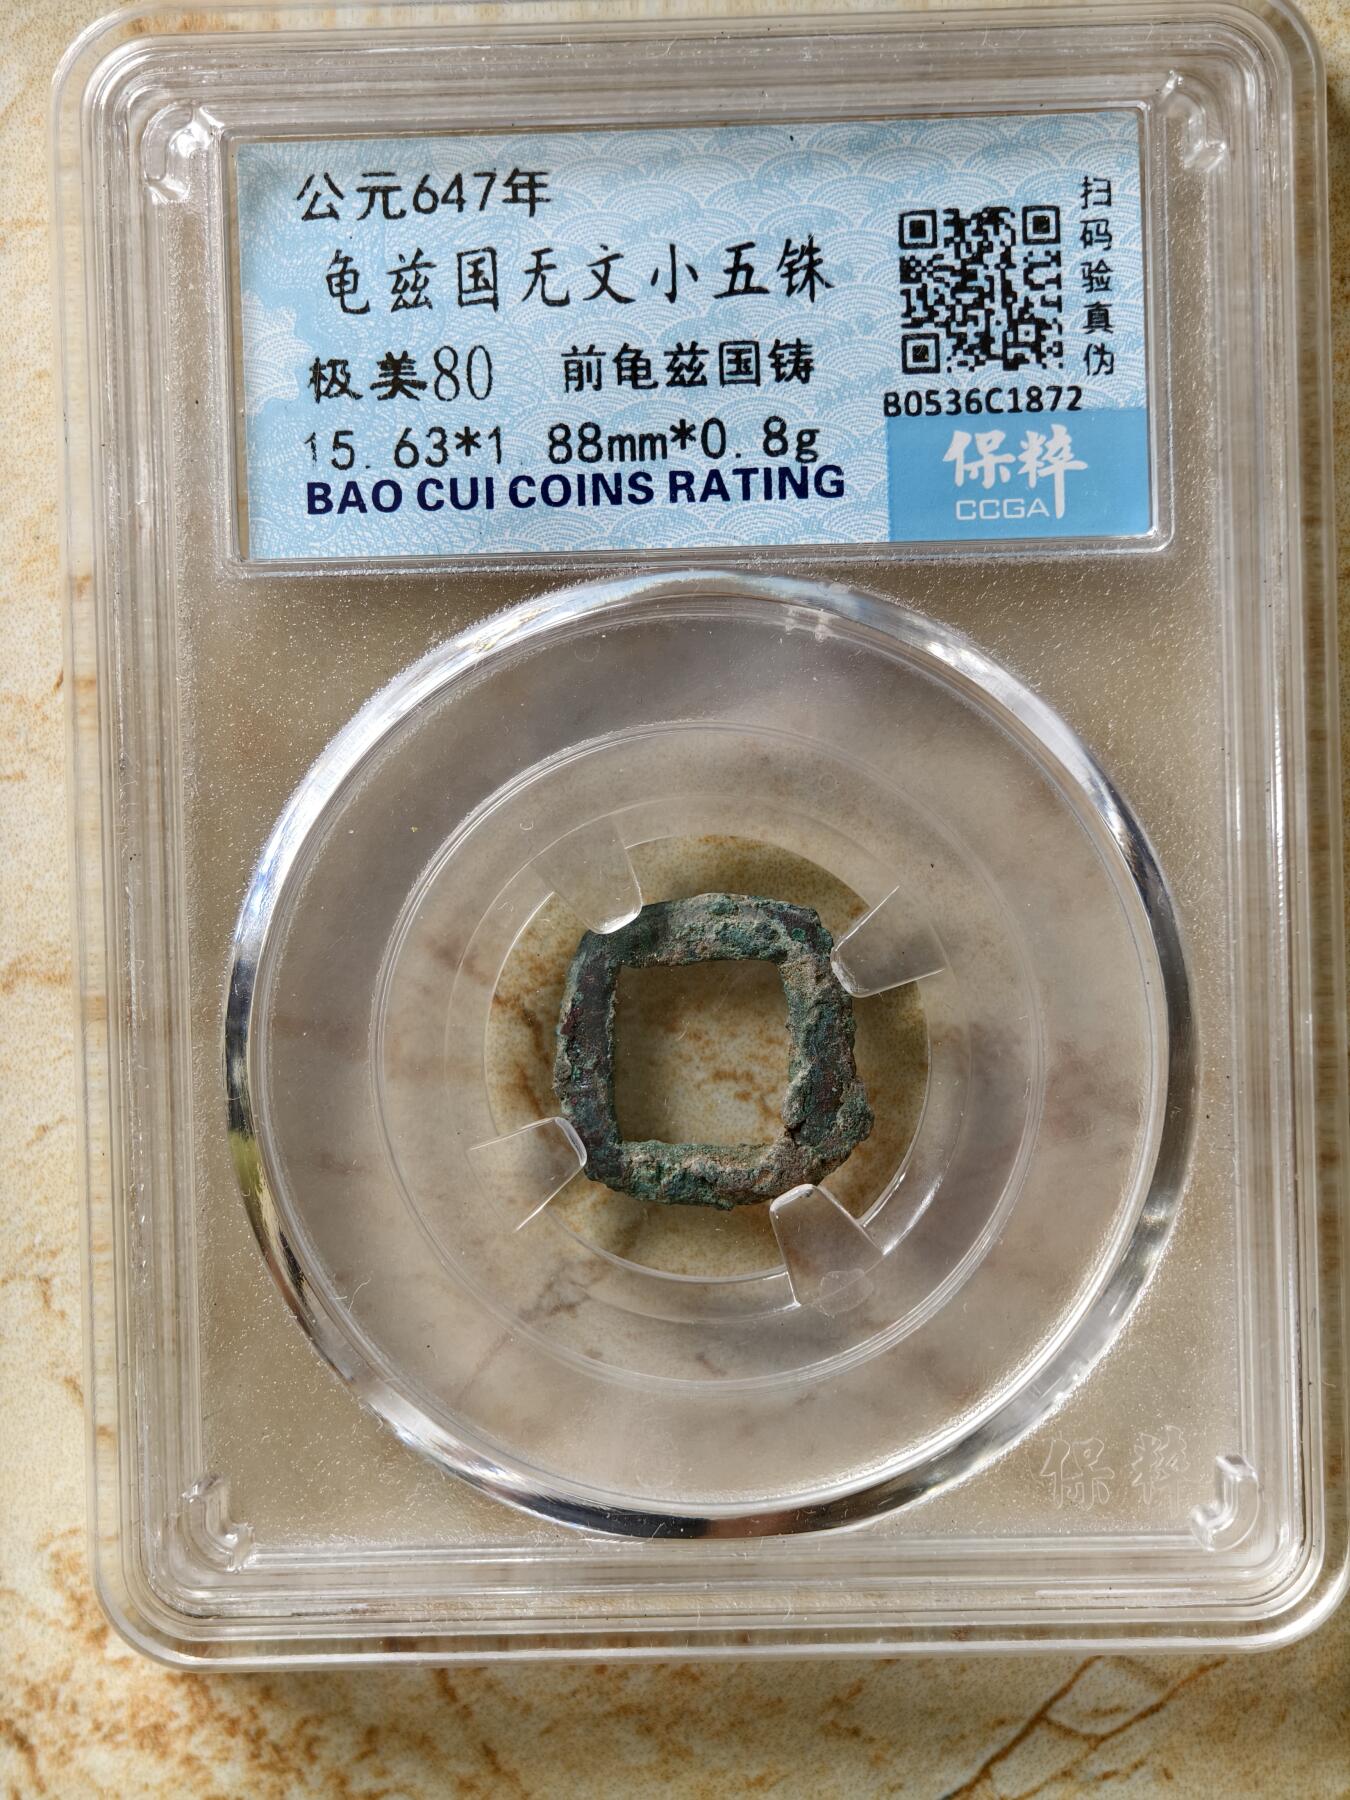 公元647年
龟兹国无文小五铢
极美80 前龟兹国铸
15.63*1.88mm*0.8g
BAO CUI COINS RATING
扫码验真伪
B0536C1872
保粹
CCGA
保粹